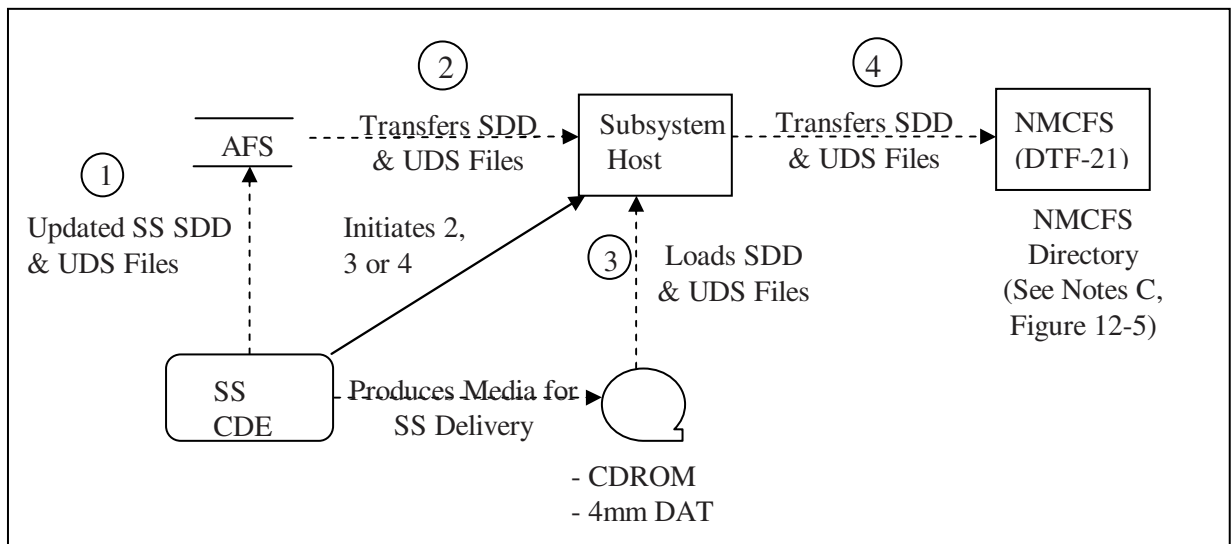 2
4
Transfers SDD
& UDS Files
Subsystem
Host
Transfers SDD
& UDS Files
NMCFS
(DTF-21)
AFS
1
Updated SS SDD
& UDS Files
Initiates 2,
3 or 4
3
Loads SDD
& UDS Files
NMCFS
Directory
(See Notes C,
Figure 12-5)
SS
CDE
Produces Media for
SS Delivery
- CDROM
- 4mm DAT